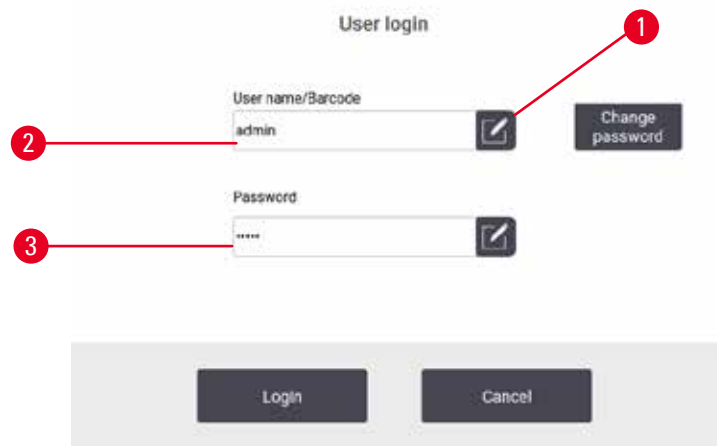 User login
1
User name/Barcode
admin
Change
password
2
Password
•••••
3
Login
Cancel